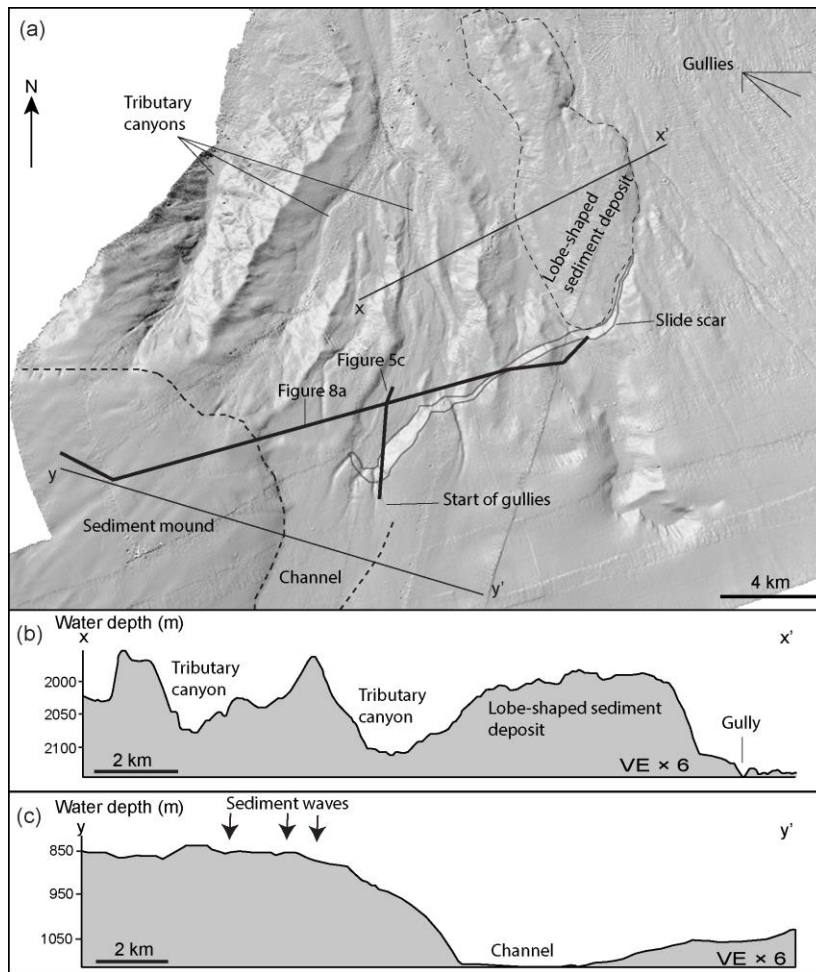 (a)
N
Tributary
canyons
Gullies
x'
Lobe-shaped
sediment deposit
x
Slide scar
Figure 5c
Figure 8a
y
Sediment mound
Start of gullies
Channel
y'
4 km
(b)
Water depth (m)
x
x'
2000
2050
2100
Tributary
canyon
Tributary
canyon
Lobe-shaped sediment
deposit
Gully
2 km
VE × 6
(c)
Water depth (m)
Sediment waves
y
y'
850
950
1050
2 km
Channel
VE × 6